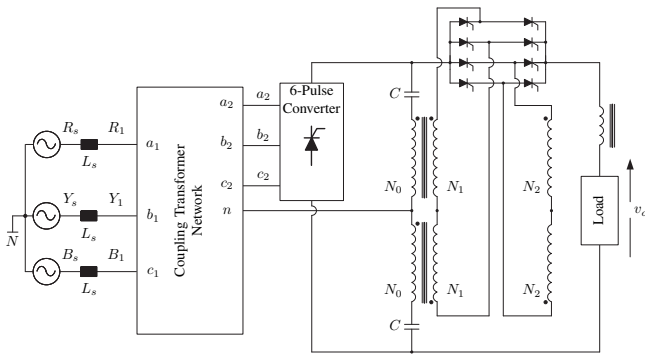 R_s
R_1
L_s
Y_s
Y_1
L_s
B_s
B_1
L_s
N
a_1
b_1
c_1
Coupling Transformer
Network
a_2
b_2
c_2
n
a_2
b_2
c_2
6-Pulse
Converter
C
N_0
N_1
N_2
N_0
N_1
N_2
C
Load